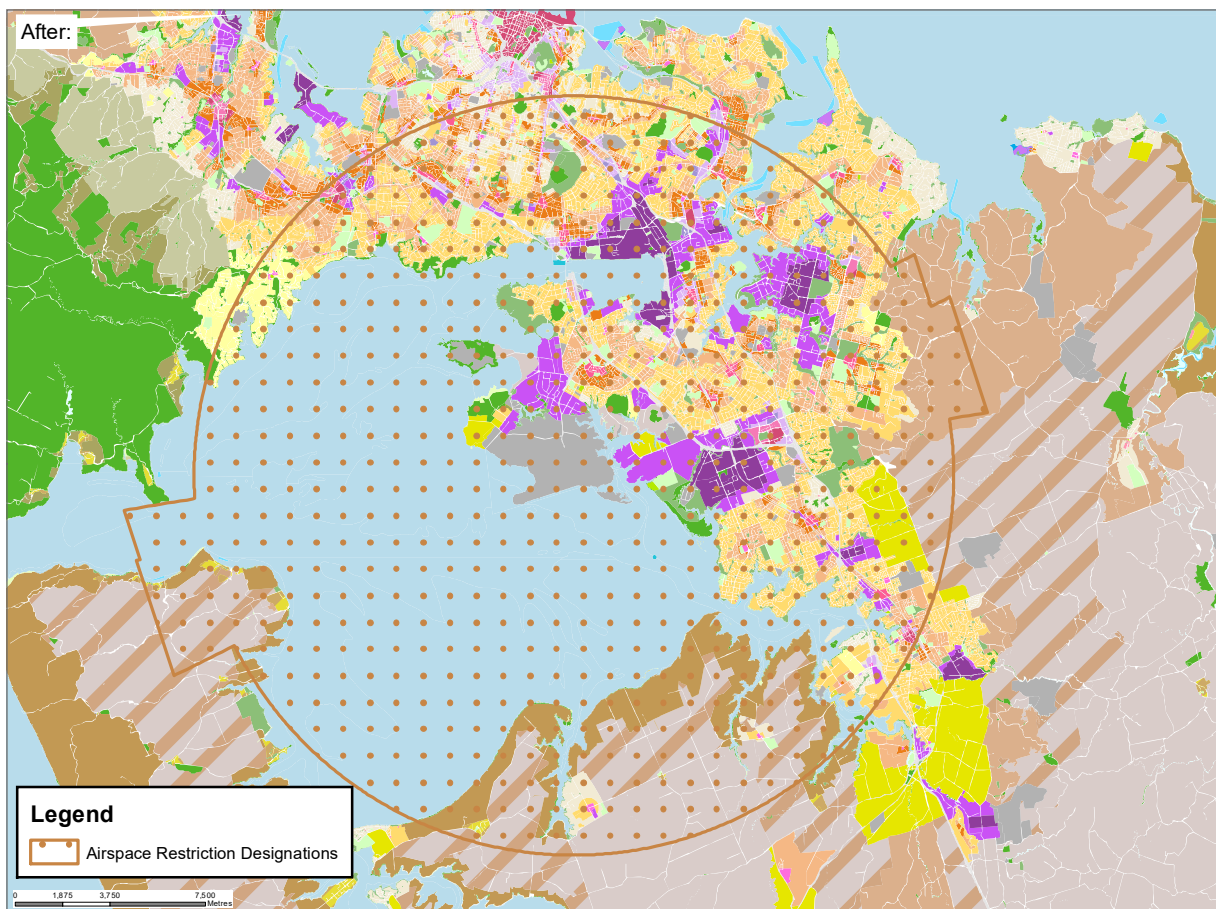 After:
Legend
Airspace Restriction Designations
0 1,875 3,750 7,500
Metres